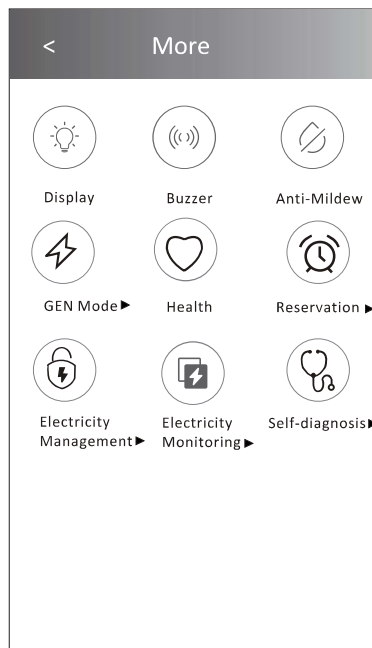 < More
Display Buzzer Anti-Mildew
GEN Mode▶ Health Reservation▶
Electricity Electricity Self-diagnosis▶
Management▶ Monitoring▶